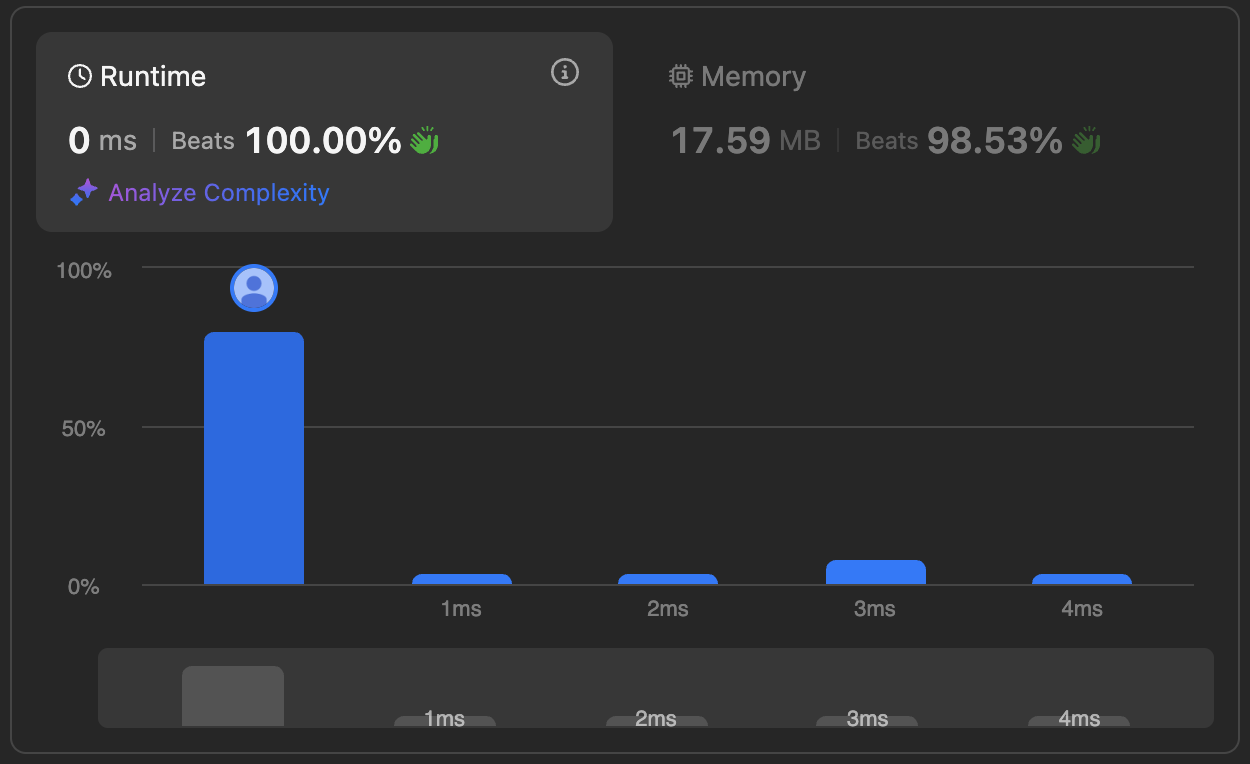 Runtime
0 ms | Beats 100.00%
Analyze Complexity
Memory
17.59 MB | Beats 98.53%
100%
50%
0%
1ms 2ms 3ms 4ms
1ms 2ms 3ms 4ms